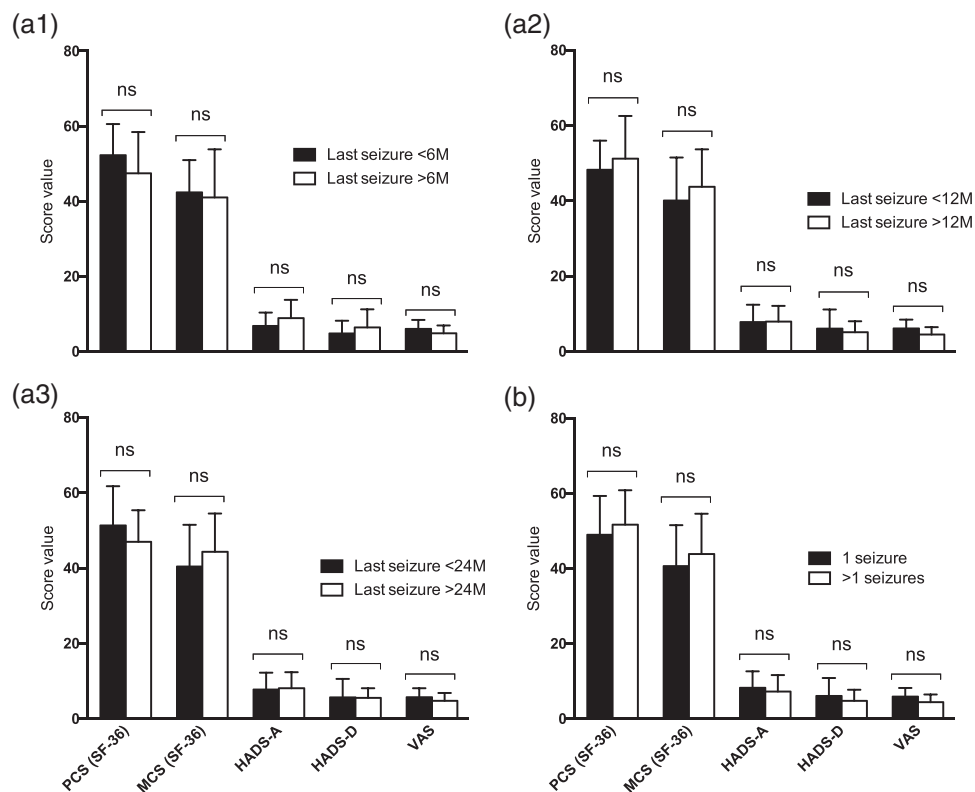 (a1)
80
60
40
20
0
Score value
ns
ns
ns
ns
ns
Last seizure <6M
Last seizure >6M
(a2)
80
60
40
20
0
Score value
ns
ns
ns
ns
ns
Last seizure <12M
Last seizure >12M
(a3)
80
60
40
20
0
Score value
ns
ns
ns
ns
ns
Last seizure <24M
Last seizure >24M
PCS (SF-36)
MCS (SF-36)
HADS-A
HADS-D
VAS
(b)
80
60
40
20
0
Score value
ns
ns
ns
ns
ns
1 seizure
>1 seizures
PCS (SF-36)
MCS (SF-36)
HADS-A
HADS-D
VAS